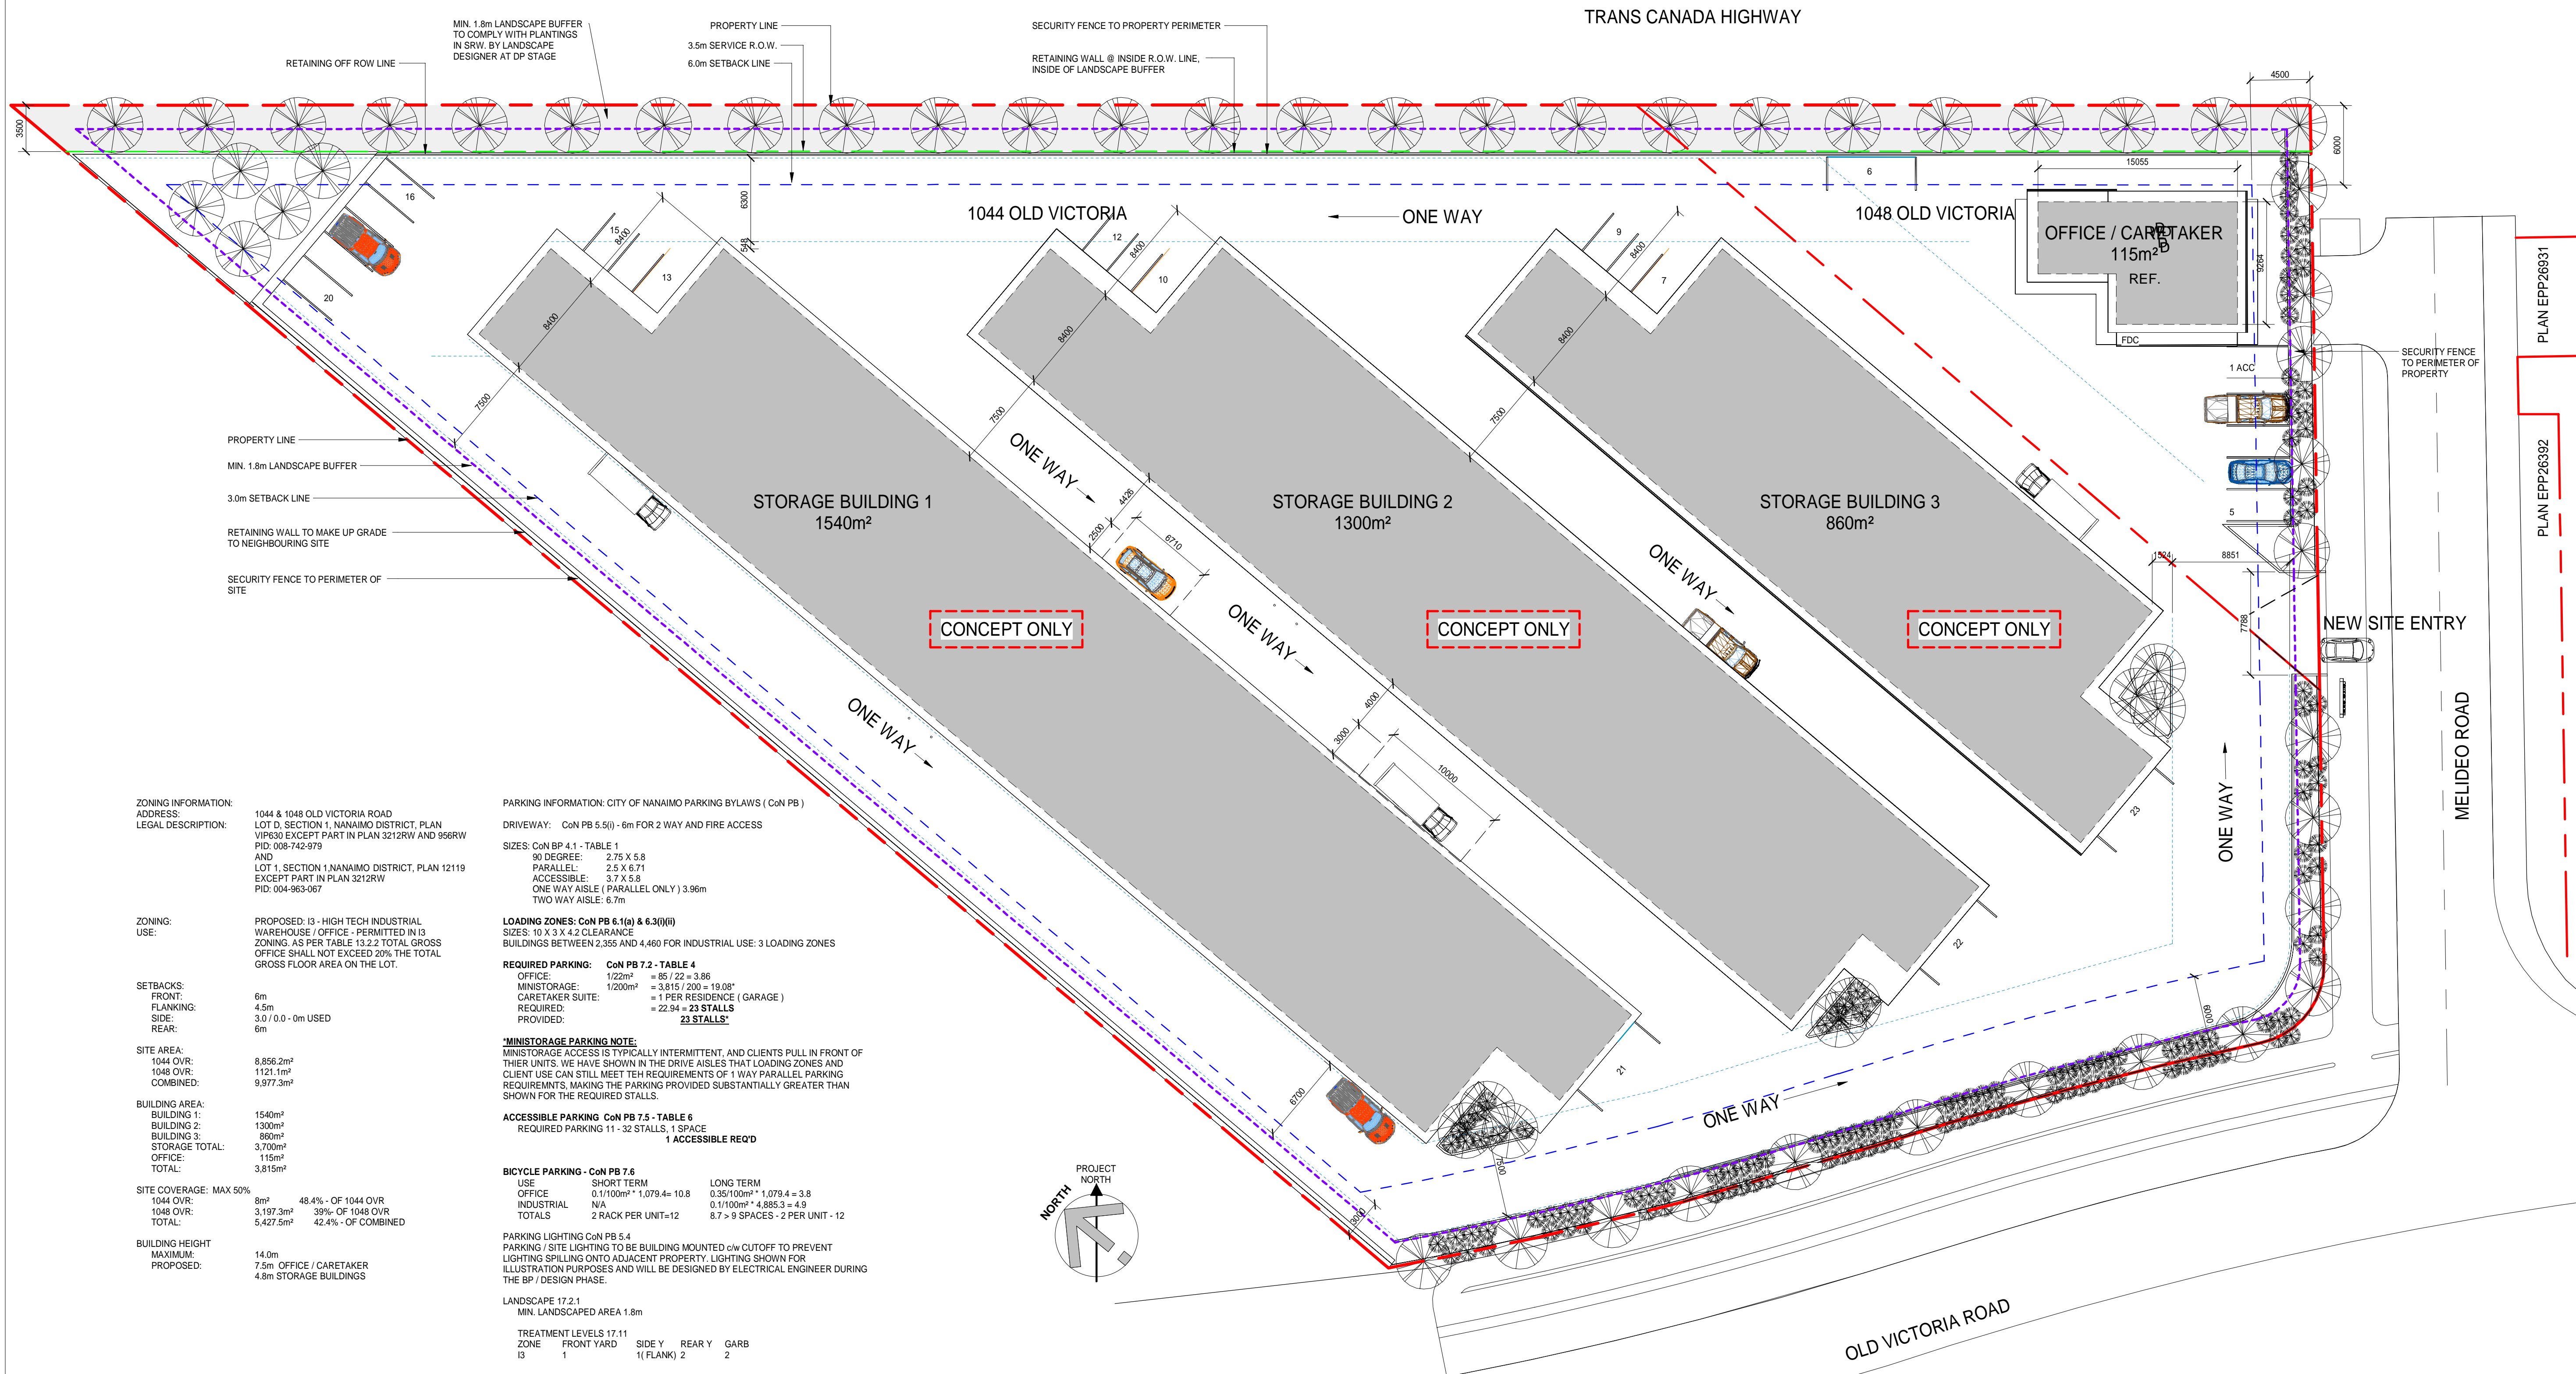 TRANS CANADA HIGHWAY
MIN. 1.8m LANDSCAPE BUFFER
TO COMPLY WITH PLANTINGS
IN SRW. BY LANDSCAPE
DESIGNER AT DP STAGE
PROPERTY LINE
3.5m SERVICE R.O.W.
6.0m SETBACK LINE
SECURITY FENCE TO PROPERTY PERIMETER
RETAINING WALL @ INSIDE R.O.W. LINE,
INSIDE OF LANDSCAPE BUFFER
RETAINING OFF ROW LINE
4500
3500
6000
15055
6
16
6300
1044 OLD VICTORIA
ONE WAY
1048 OLD VICTORIA
15
8400
548
12
8400
9
8400
OFFICE / CARETAKER
115m²
REF.
9264
13
10
7
20
8400
8400
8400
FDC
PLAN EPP26931
SECURITY FENCE
TO PERIMETER OF
PROPERTY
1 ACC
7500
7500
7500
PROPERTY LINE
MIN. 1.8m LANDSCAPE BUFFER
3.0m SETBACK LINE
RETAINING WALL TO MAKE UP GRADE
TO NEIGHBOURING SITE
SECURITY FENCE TO PERIMETER OF
SITE
ONE WAY
4426
2500
6710
STORAGE BUILDING 1
1540m²
STORAGE BUILDING 2
1300m²
STORAGE BUILDING 3
860m²
PLAN EPP26392
5
1524
8851
7788
ONE WAY
ONE WAY
CONCEPT ONLY
CONCEPT ONLY
CONCEPT ONLY
NEW SITE ENTRY
ONE WAY
4000
3000
10000
MELIDEO ROAD
ONE WAY
23
22
21
6000
6700
ONE WAY
7500
3000
OLD VICTORIA ROAD
PROJECT
NORTH
NORTH
ZONING INFORMATION:
ADDRESS: 1044 & 1048 OLD VICTORIA ROAD
LEGAL DESCRIPTION: LOT D, SECTION 1, NANAIMO DISTRICT, PLAN
VIP630 EXCEPT PART IN PLAN 3212RW AND 956RW
PID: 008-742-979
AND
LOT 1, SECTION 1,NANAIMO DISTRICT, PLAN 12119
EXCEPT PART IN PLAN 3212RW
PID: 004-963-067
ZONING: PROPOSED: I3 - HIGH TECH INDUSTRIAL
USE: WAREHOUSE / OFFICE - PERMITTED IN I3
ZONING. AS PER TABLE 13.2.2 TOTAL GROSS
OFFICE SHALL NOT EXCEED 20% THE TOTAL
GROSS FLOOR AREA ON THE LOT.
SETBACKS:
FRONT: 6m
FLANKING: 4.5m
SIDE: 3.0 / 0.0 - 0m USED
REAR: 6m
SITE AREA:
1044 OVR: 8,856.2m²
1048 OVR: 1121.1m²
COMBINED: 9,977.3m²
BUILDING AREA:
BUILDING 1: 1540m²
BUILDING 2: 1300m²
BUILDING 3: 860m²
STORAGE TOTAL: 3,700m²
OFFICE: 115m²
TOTAL: 3,815m²
SITE COVERAGE: MAX 50%
1044 OVR: 8m² 48.4% - OF 1044 OVR
1048 OVR: 3,197.3m² 39%- OF 1048 OVR
TOTAL: 5,427.5m² 42.4% - OF COMBINED
BUILDING HEIGHT
MAXIMUM: 14.0m
PROPOSED: 7.5m OFFICE / CARETAKER
4.8m STORAGE BUILDINGS
PARKING INFORMATION: CITY OF NANAIMO PARKING BYLAWS ( CoN PB )
DRIVEWAY: CoN PB 5.5(i) - 6m FOR 2 WAY AND FIRE ACCESS
SIZES: CoN BP 4.1 - TABLE 1
90 DEGREE: 2.75 X 5.8
PARALLEL: 2.5 X 6.71
ACCESSIBLE: 3.7 X 5.8
ONE WAY AISLE ( PARALLEL ONLY ) 3.96m
TWO WAY AISLE: 6.7m
LOADING ZONES: CoN PB 6.1(a) & 6.3(i)(ii)
SIZES: 10 X 3 X 4.2 CLEARANCE
BUILDINGS BETWEEN 2,355 AND 4,460 FOR INDUSTRIAL USE: 3 LOADING ZONES
REQUIRED PARKING: CoN PB 7.2 - TABLE 4
OFFICE: 1/22m² = 85 / 22 = 3.86
MINISTORAGE: 1/200m² = 3,815 / 200 = 19.08*
CARETAKER SUITE: = 1 PER RESIDENCE ( GARAGE )
REQUIRED: = 22.94 = 23 STALLS
PROVIDED: 23 STALLS*
*MINISTORAGE PARKING NOTE:
MINISTORAGE ACCESS IS TYPICALLY INTERMITTENT, AND CLIENTS PULL IN FRONT OF
THIER UNITS. WE HAVE SHOWN IN THE DRIVE AISLES THAT LOADING ZONES AND
CLIENT USE CAN STILL MEET TEH REQUIREMENTS OF 1 WAY PARALLEL PARKING
REQUIREMNTS, MAKING THE PARKING PROVIDED SUBSTANTIALLY GREATER THAN
SHOWN FOR THE REQUIRED STALLS.
ACCESSIBLE PARKING CoN PB 7.5 - TABLE 6
REQUIRED PARKING 11 - 32 STALLS, 1 SPACE
1 ACCESSIBLE REQ'D
BICYCLE PARKING - CoN PB 7.6
USE SHORT TERM LONG TERM
OFFICE 0.1/100m² * 1,079.4= 10.8 0.35/100m² * 1,079.4 = 3.8
INDUSTRIAL N/A 0.1/100m² * 4,885.3 = 4.9
TOTALS 2 RACK PER UNIT=12 8.7 > 9 SPACES - 2 PER UNIT - 12
PARKING LIGHTING CoN PB 5.4
PARKING / SITE LIGHTING TO BE BUILDING MOUNTED c/w CUTOFF TO PREVENT
LIGHTING SPILLING ONTO ADJACENT PROPERTY. LIGHTING SHOWN FOR
ILLUSTRATION PURPOSES AND WILL BE DESIGNED BY ELECTRICAL ENGINEER DURING
THE BP / DESIGN PHASE.
LANDSCAPE 17.2.1
MIN. LANDSCAPED AREA 1.8m
TREATMENT LEVELS 17.11
ZONE FRONT YARD SIDE Y REAR Y GARB
I3 1 1( FLANK) 2 2